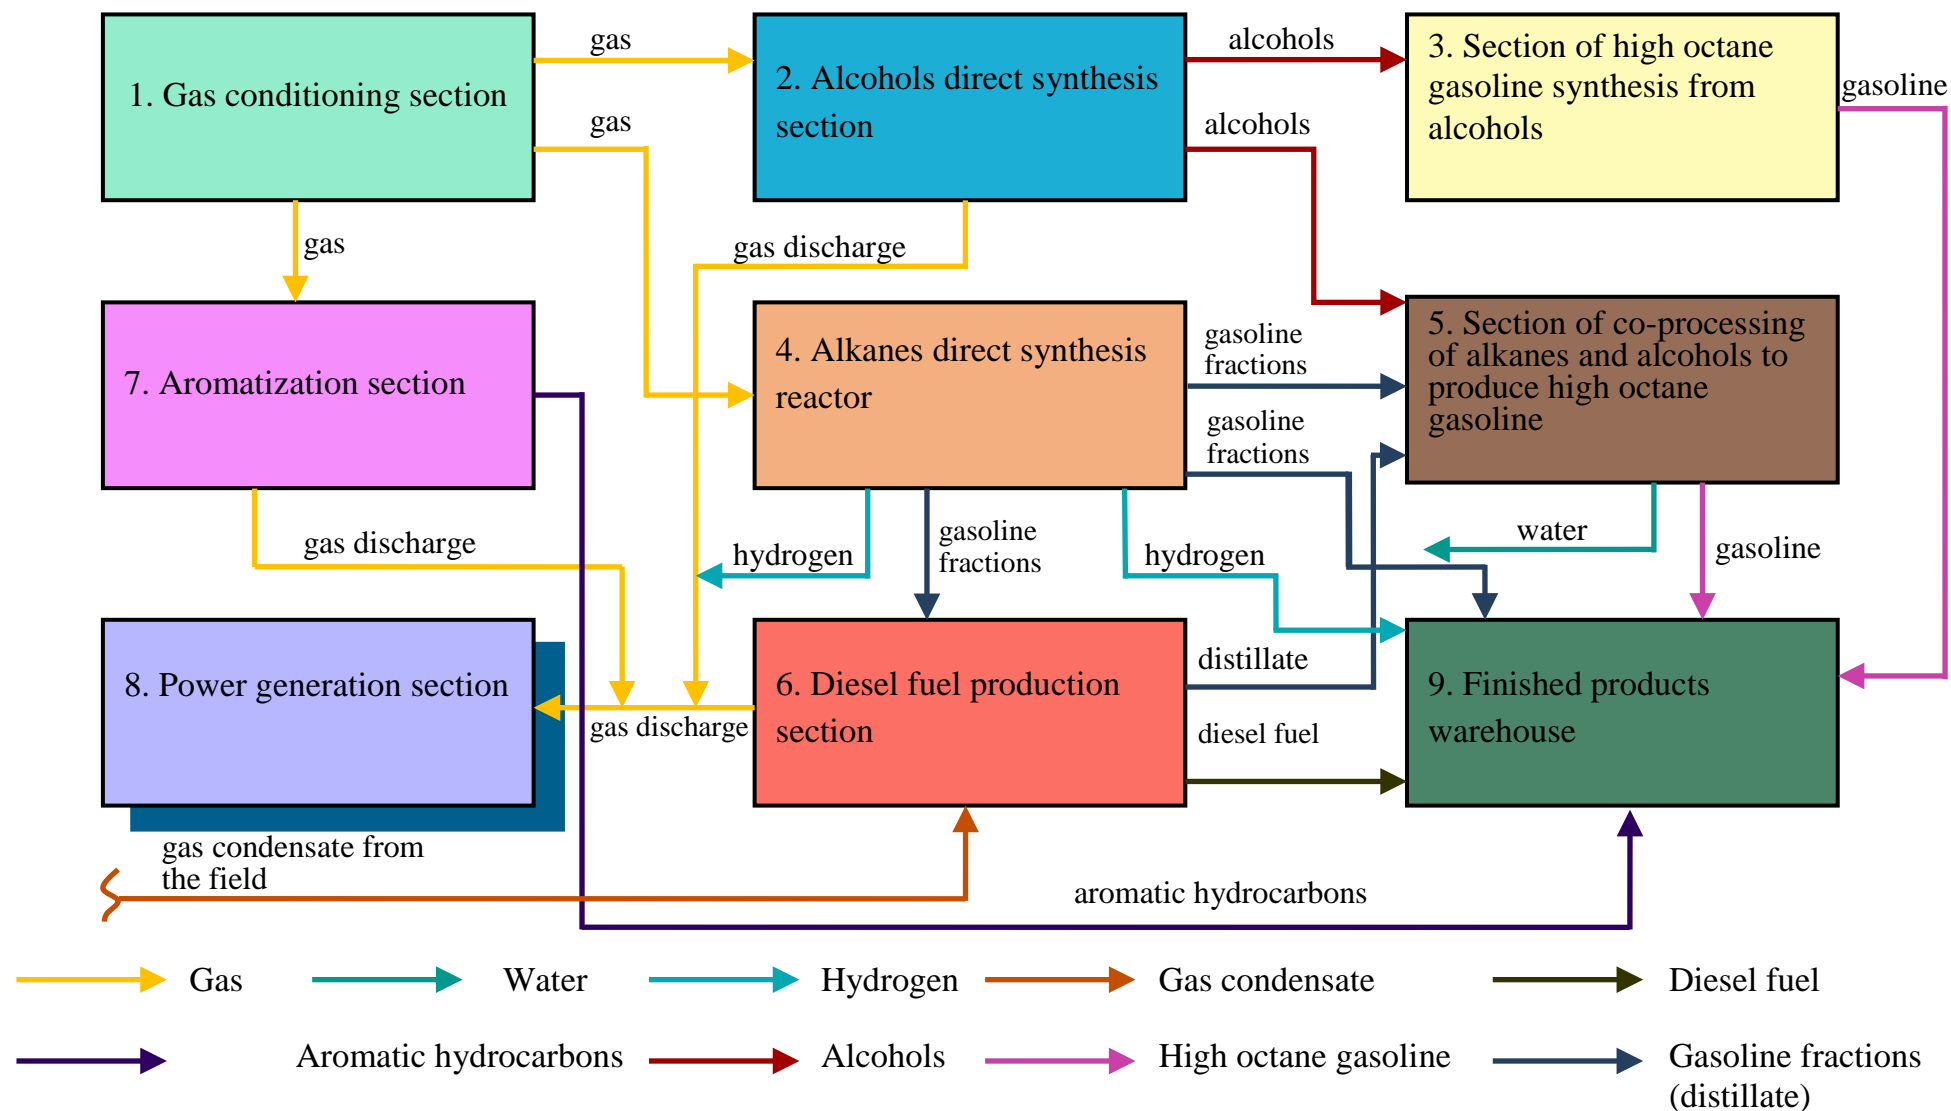 gas
alcohols
3. Section of high octane
gasoline synthesis from
alcohols
gasoline
1. Gas conditioning section
2. Alcohols direct synthesis
section
gas
alcohols
gas
gas discharge
7. Aromatization section
4. Alkanes direct synthesis
reactor
gasoline
fractions
gasoline
fractions
5. Section of co-processing
of alkanes and alcohols to
produce high octane
gasoline
gas discharge
hydrogen
gasoline
fractions
hydrogen
water
gasoline
8. Power generation section
gas discharge
6. Diesel fuel production
section
distillate
diesel fuel
9. Finished products
warehouse
gas condensate from
the field
aromatic hydrocarbons
Gas
Water
Hydrogen
Gas condensate
Diesel fuel
Aromatic hydrocarbons
Alcohols
High octane gasoline
Gasoline fractions
(distillate)